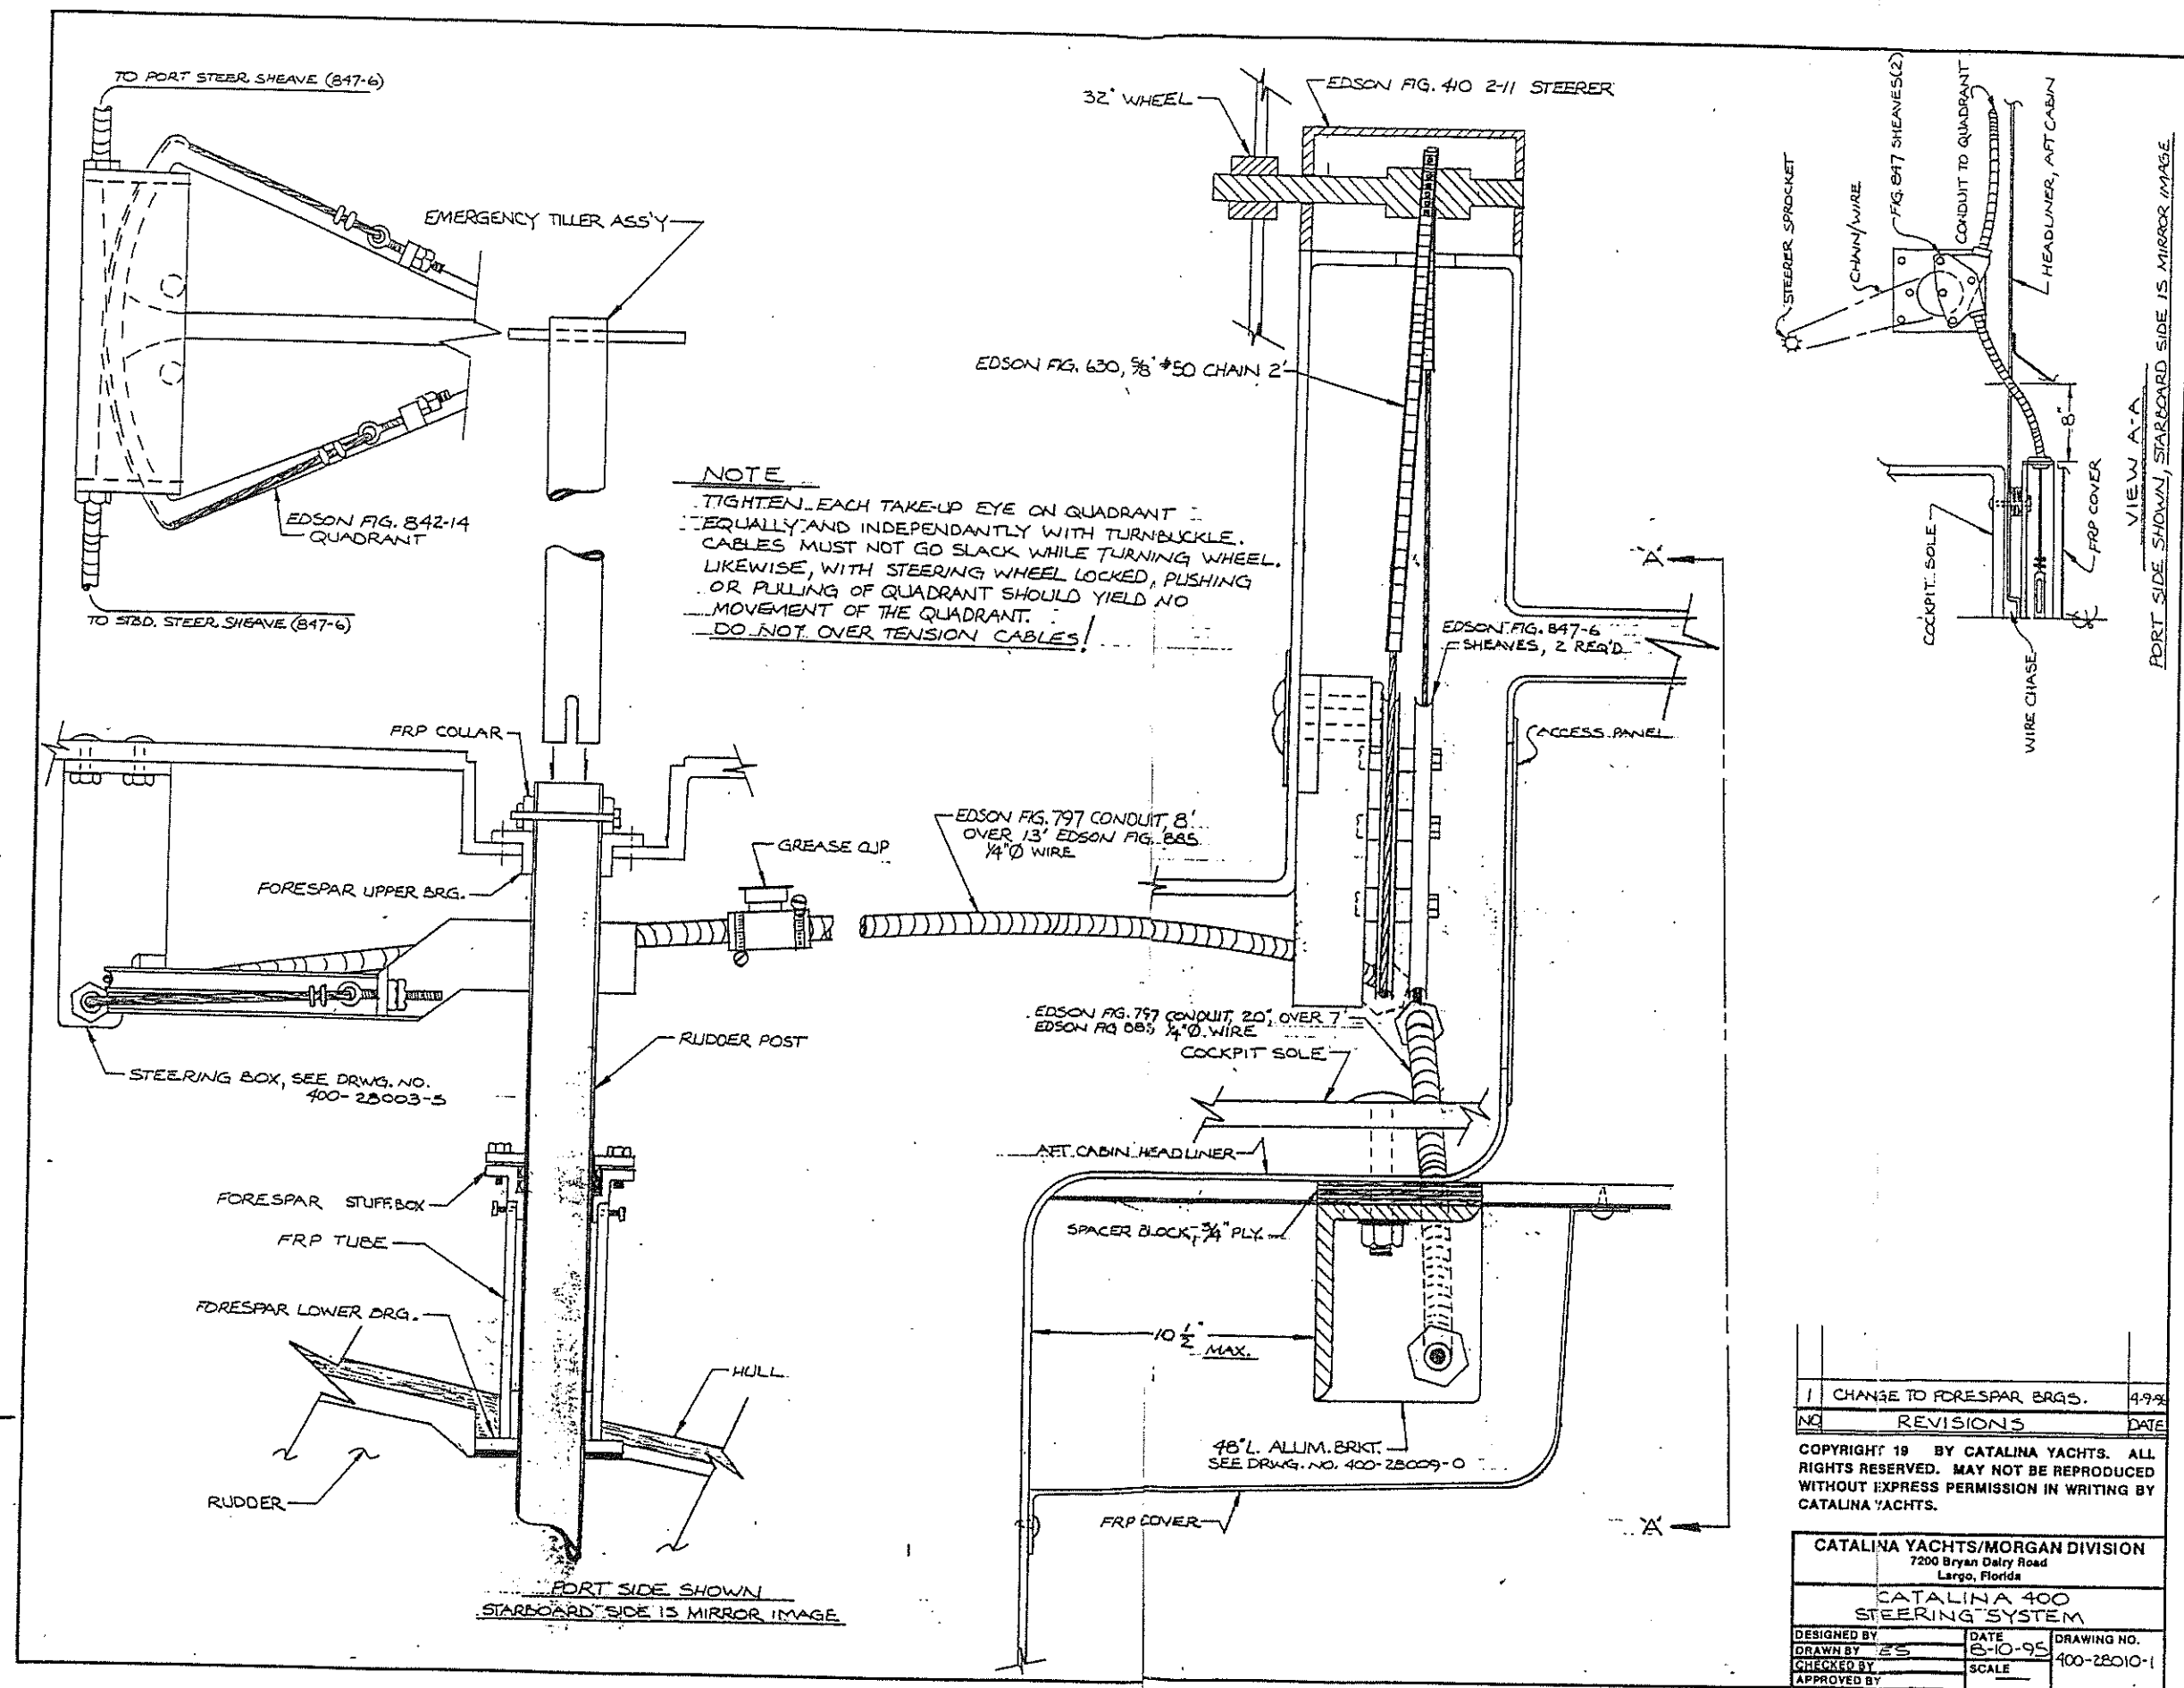 TO PORT STEER SHEAVE (847-6)
EMERGENCY TILLER ASS'Y
EDSON FIG. 842-14
QUADRANT
TO STBD. STEER SHEAVE (847-6)
32" WHEEL
EDSON FIG. 410 2-11 STEERER
EDSON FIG. 630, 5/8" #50 CHAIN 2'
NOTE
TIGHTEN EACH TAKE-UP EYE ON QUADRANT
EQUALLY AND INDEPENDANTLY WITH TURNBUCKLE.
CABLES MUST NOT GO SLACK WHILE TURNING WHEEL.
LIKEWISE, WITH STEERING WHEEL LOCKED, PUSHING
OR PULLING OF QUADRANT SHOULD YIELD NO
MOVEMENT OF THE QUADRANT.
DO NOT OVER TENSION CABLES!
STEERER SPROCKET
CHAIN/WIRE
FIG. 847 SHEAVES(2)
CONDUIT TO QUADRANT
HEADLINER, AFT CABIN
8"
COCKPIT SOLE
WIRE CHASE
FRP COVER
VIEW A-A
PORT SIDE SHOWN, STARBOARD SIDE IS MIRROR IMAGE
'A'
EDSON FIG. 847-6
SHEAVES, 2 REQ'D
ACCESS PANEL
FRP COLLAR
FORESPAR UPPER BRG.
GREASE CUP
EDSON FIG. 797 CONDUIT, 8'
OVER 13' EDSON FIG. 885
1/4"Ø WIRE
STEERING BOX, SEE DRWG. NO.
400-28003-5
RUDDER POST
EDSON FIG. 797 CONDUIT, 20", OVER 7'
EDSON FIG 885 1/4"Ø WIRE
COCKPIT SOLE
AFT CABIN HEADLINER
FORESPAR STUFF.BOX
FRP TUBE
SPACER BLOCK, 3/4" PLY.
FORESPAR LOWER BRG.
10 1/2"
MAX.
HULL
RUDDER
48"L. ALUM. BRKT.
SEE DRWG. NO. 400-28009-0
FRP COVER
'A'
PORT SIDE SHOWN
STARBOARD SIDE IS MIRROR IMAGE
1 CHANGE TO FORESPAR BRGS.
NO REVISIONS DATE
COPYRIGHT 19 BY CATALINA YACHTS. ALL
RIGHTS RESERVED. MAY NOT BE REPRODUCED
WITHOUT EXPRESS PERMISSION IN WRITING BY
CATALINA YACHTS.
CATALINA YACHTS/MORGAN DIVISION
7200 Bryan Dairy Road
Largo, Florida
CATALINA 400
STEERING SYSTEM
DESIGNED BY
DRAWN BY ES
CHECKED BY
APPROVED BY
DATE
8-10-95
SCALE
DRAWING NO.
400-28010-1